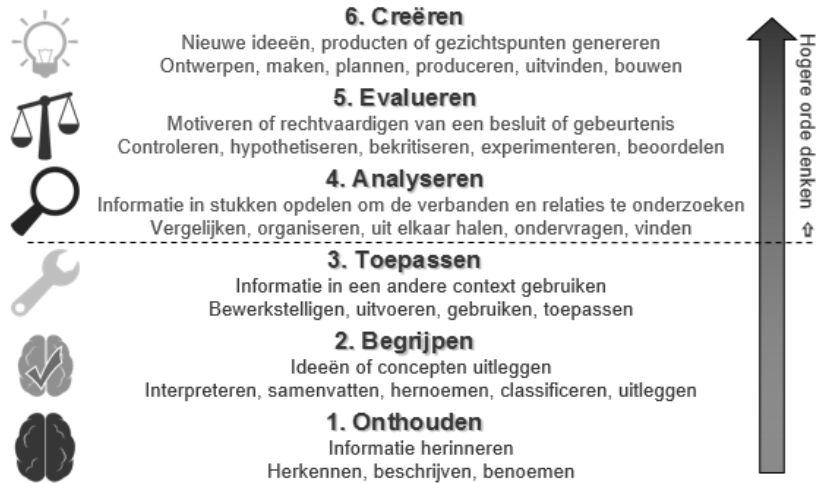 6. Creëren
Nieuwe ideeën, producten of gezichtspunten genereren
Ontwerpen, maken, plannen, produceren, uitvinden, bouwen
5. Evalueren
Motiveren of rechtvaardigen van een besluit of gebeurtenis
Controleren, hypothetiseren, bekritiseren, experimenteren, beoordelen
4. Analyseren
Informatie in stukken opdelen om de verbanden en relaties te onderzoeken
Vergelijken, organiseren, uit elkaar halen, ondervragen, vinden
3. Toepassen
Informatie in een andere context gebruiken
Bewerkstelligen, uitvoeren, gebruiken, toepassen
2. Begrijpen
Ideeën of concepten uitleggen
Interpreteren, samenvatten, hernoemen, classificeren, uitleggen
1. Onthouden
Informatie herinneren
Herkennen, beschrijven, benoemen
Hogere orde denken ⇧